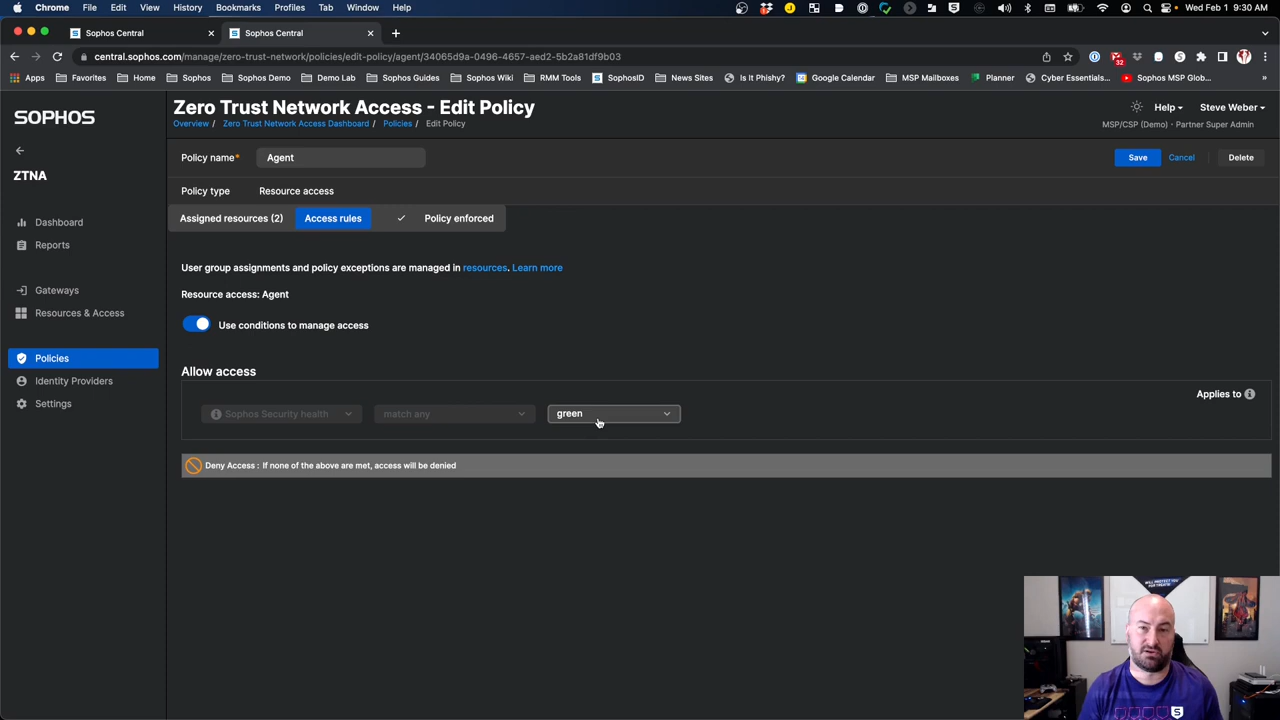 Chrome File Edit View History Bookmarks Profiles Tab Window Help Wed Feb 1 9:30 AM
Sophos Central Sophos Central
central.sophos.com/manage/zero-trust-network/policies/edit-policy/agent/34065d9a-0496-4657-aed2-5b2a81df9b03
Apps Favorites Home Sophos Sophos Demo Demo Lab Sophos Guides Sophos Wiki RMM Tools SophosID News Sites Is It Phishy? Google Calendar MSP Mailboxes Planner Cyber Essentials... Sophos MSP Glob... »
32
SOPHOS
Zero Trust Network Access - Edit Policy
Help Steve Weber
Overview / Zero Trust Network Access Dashboard / Policies / Edit Policy
MSP/CSP (Demo) · Partner Super Admin
ZTNA
Dashboard
Reports
Gateways
Resources & Access
Policies
Identity Providers
Settings
Policy name* Agent
Save Cancel Delete
Policy type Resource access
Assigned resources (2) Access rules Policy enforced
User group assignments and policy exceptions are managed in resources. Learn more
Resource access: Agent
Use conditions to manage access
Allow access
Applies to
Sophos Security health match any green
Deny Access : If none of the above are met, access will be denied